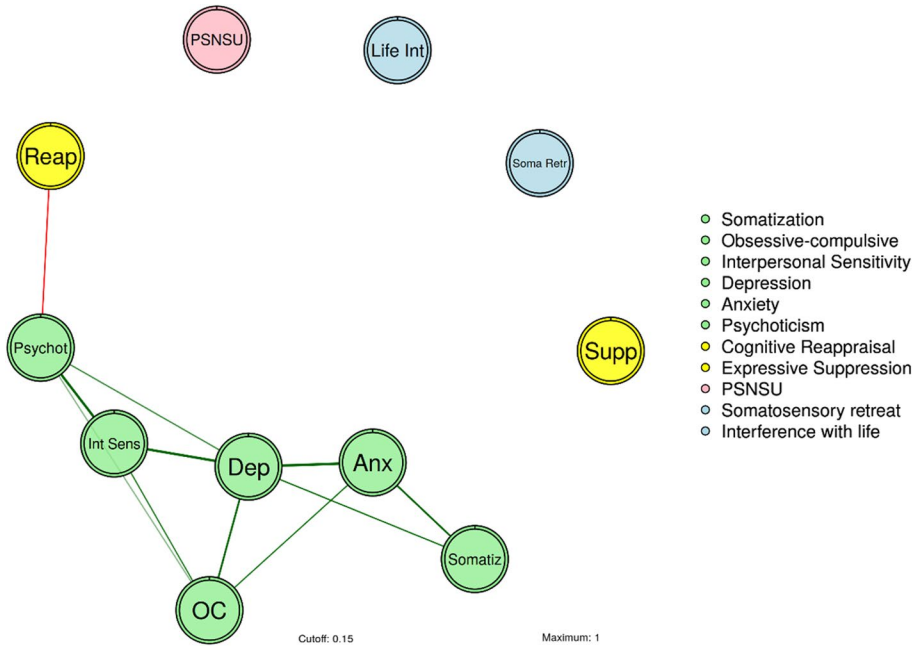 PSNSU
Life Int
Reap
Soma Retr
Somatization
Obsessive-compulsive
Interpersonal Sensitivity
Depression
Anxiety
Psychoticism
Cognitive Reappraisal
Expressive Suppression
PSNSU
Somatosensory retreat
Interference with life
Psychot
Supp
Int Sens
Dep
Anx
Somatiz
OC
Cutoff: 0.15
Maximum: 1